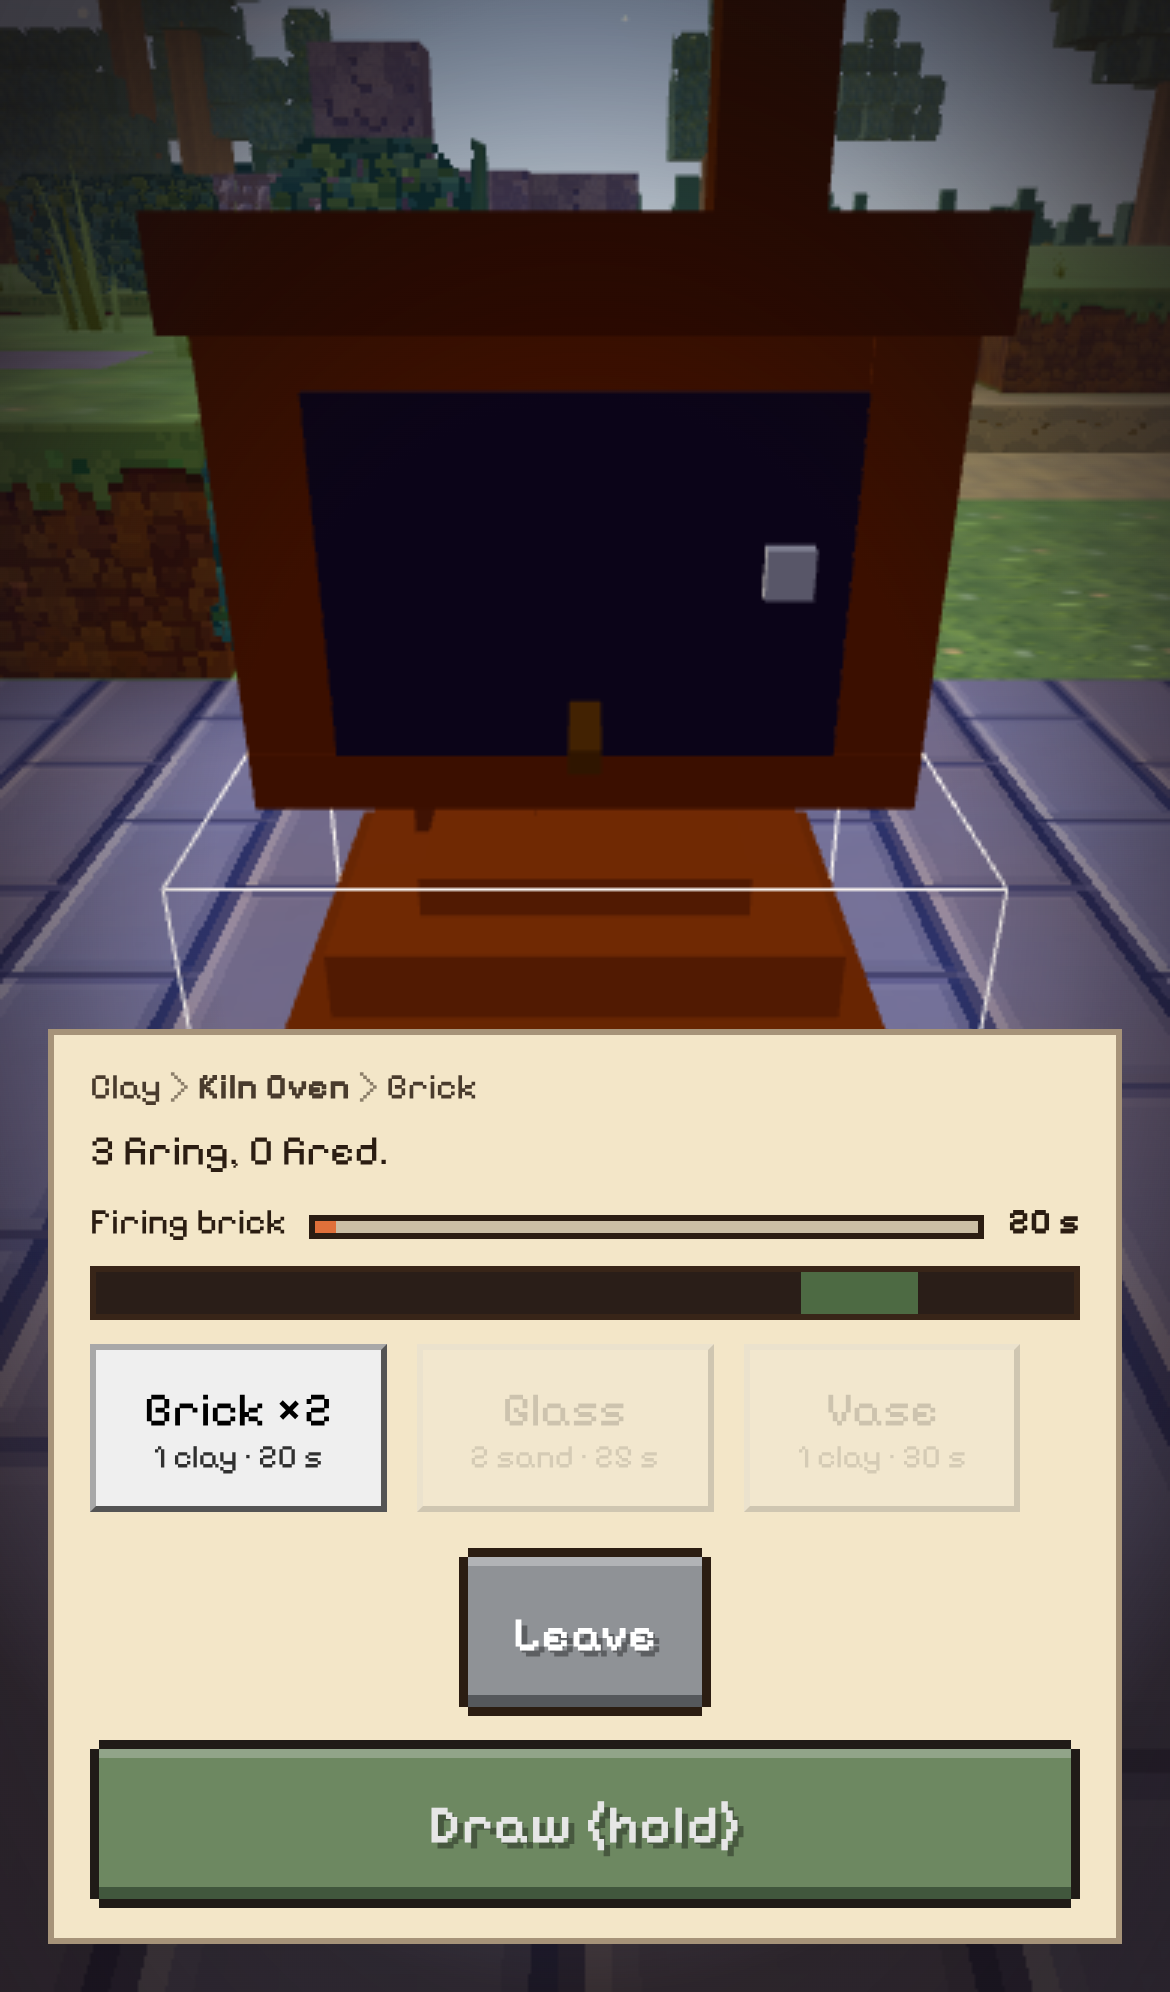 Clay > Kiln Oven > Brick
3 firing, 0 fired.
Firing brick 20 s
Brick ×2
1 clay · 20 s
Glass
2 sand · 28 s
Vase
1 clay · 30 s
Leave
Draw (hold)